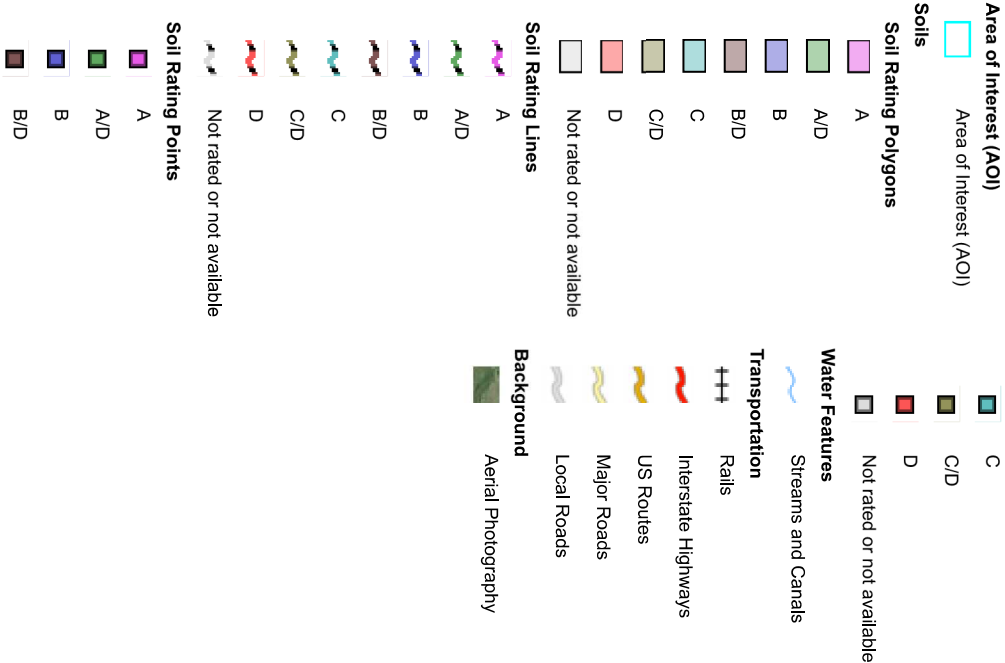 Area of Interest (AOI)
Area of Interest (AOI)
Soils
Soil Rating Polygons
A
A/D
B
B/D
C
C/D
D
Not rated or not available
Soil Rating Lines
A
A/D
B
B/D
C
C/D
D
Not rated or not available
Soil Rating Points
A
A/D
B
B/D
C
C/D
D
Not rated or not available
Water Features
Streams and Canals
Transportation
Rails
Interstate Highways
US Routes
Major Roads
Local Roads
Background
Aerial Photography